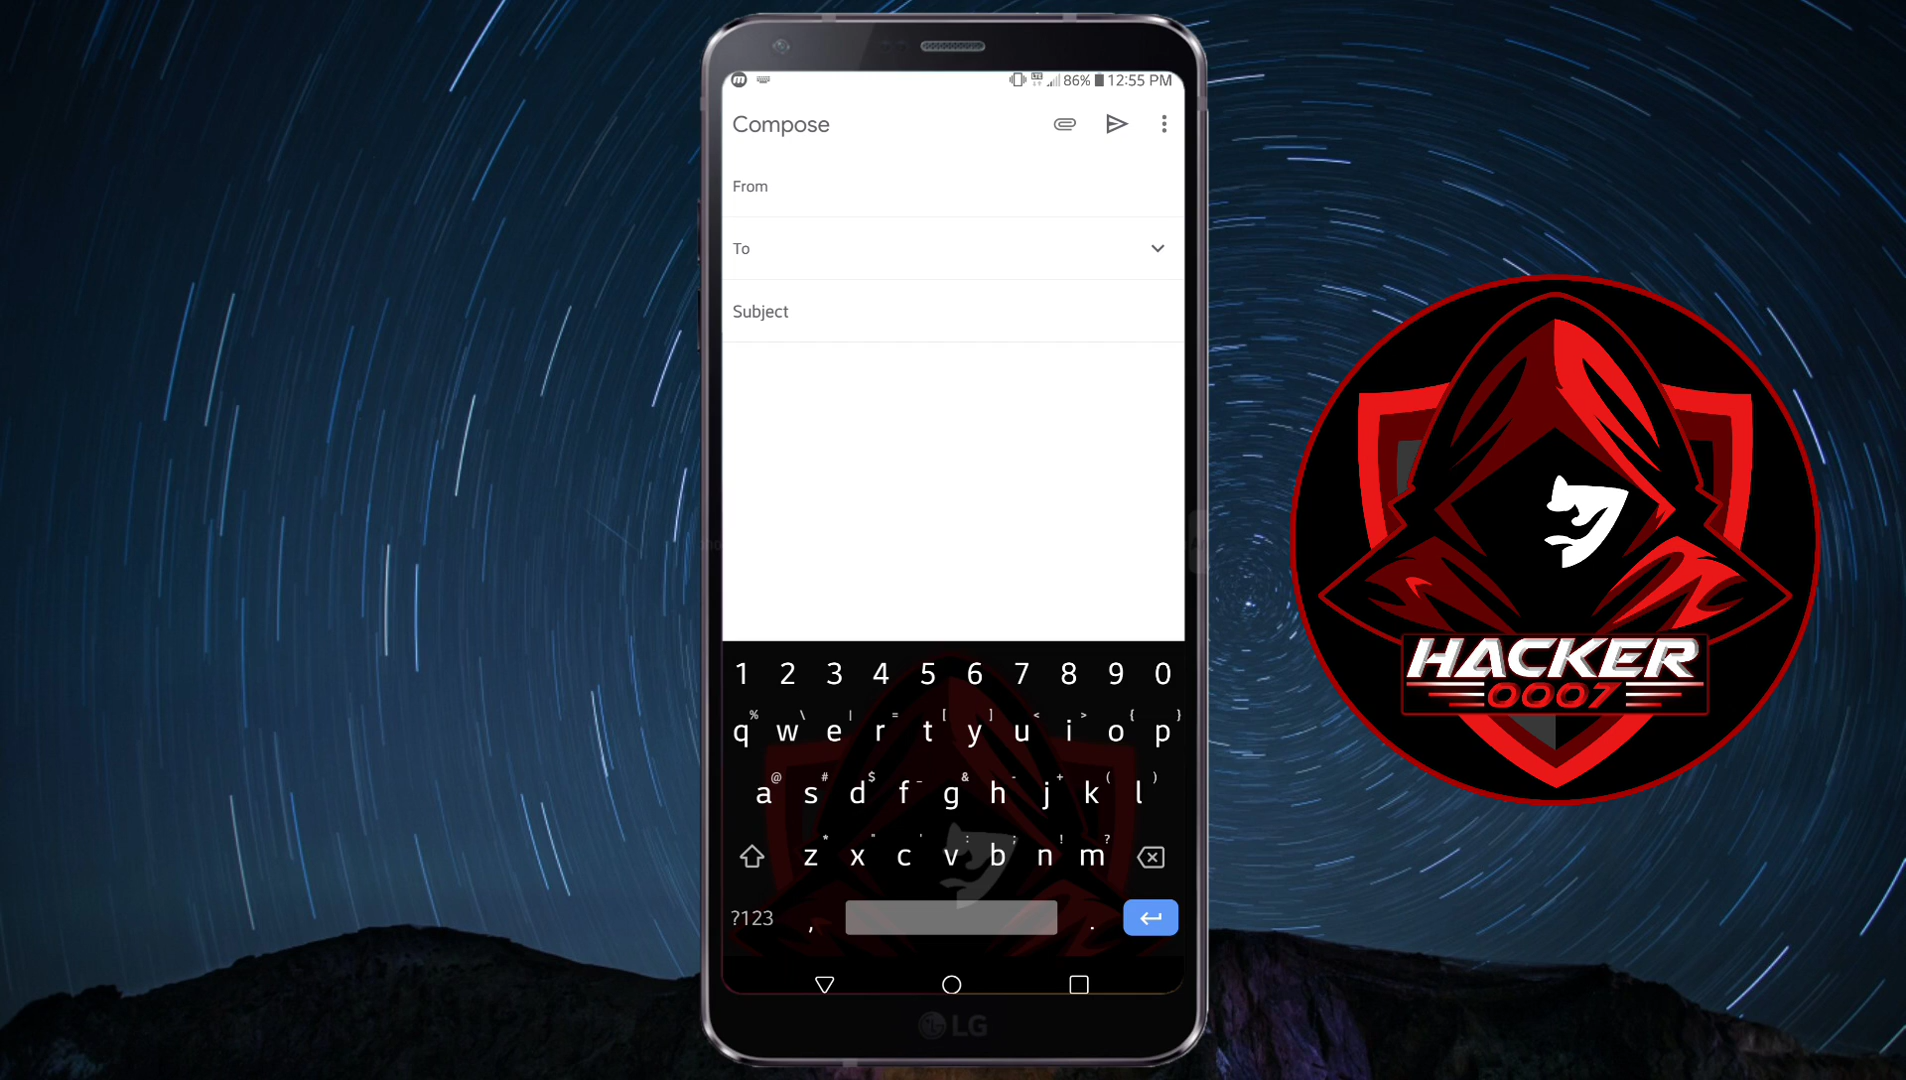 86% 12:55 PM
Compose
From
To
Subject
1 2 3 4 5 6 7 8 9 0
% \ | = [ ] < > { }
q w e r t y u i o p
@ # $ _ & - + ( )
a s d f g h j k l
* " ' : ; ! ?
z x c v b n m
?123 , .
LG
HACKER
0007